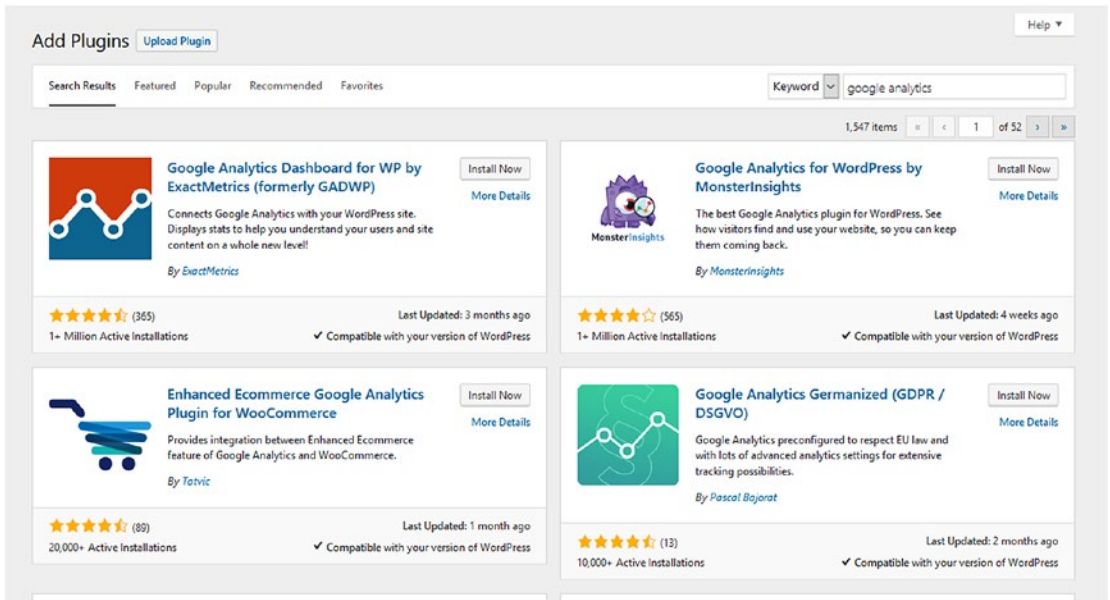 Help ▼
Add Plugins Upload Plugin
Search Results Featured Popular Recommended Favorites Keyword google analytics
1,547 items « ‹ 1 of 52 › »
Google Analytics Dashboard for WP by
ExactMetrics (formerly GADWP)
Install Now
More Details
Connects Google Analytics with your WordPress site.
Displays stats to help you understand your users and site
content on a whole new level!
By ExactMetrics
(365)
Last Updated: 3 months ago
1+ Million Active Installations
✓ Compatible with your version of WordPress
MonsterInsights
Google Analytics for WordPress by
MonsterInsights
Install Now
More Details
The best Google Analytics plugin for WordPress. See
how visitors find and use your website, so you can keep
them coming back.
By MonsterInsights
(565)
Last Updated: 4 weeks ago
1+ Million Active Installations
✓ Compatible with your version of WordPress
Enhanced Ecommerce Google Analytics
Plugin for WooCommerce
Install Now
More Details
Provides integration between Enhanced Ecommerce
feature of Google Analytics and WooCommerce.
By Tatvic
(89)
Last Updated: 1 month ago
20,000+ Active Installations
✓ Compatible with your version of WordPress
Google Analytics Germanized (GDPR /
DSGVO)
Install Now
More Details
Google Analytics preconfigured to respect EU law and
with lots of advanced analytics settings for extensive
tracking possibilities.
By Pascal Bajorat
(13)
Last Updated: 2 months ago
10,000+ Active Installations
✓ Compatible with your version of WordPress